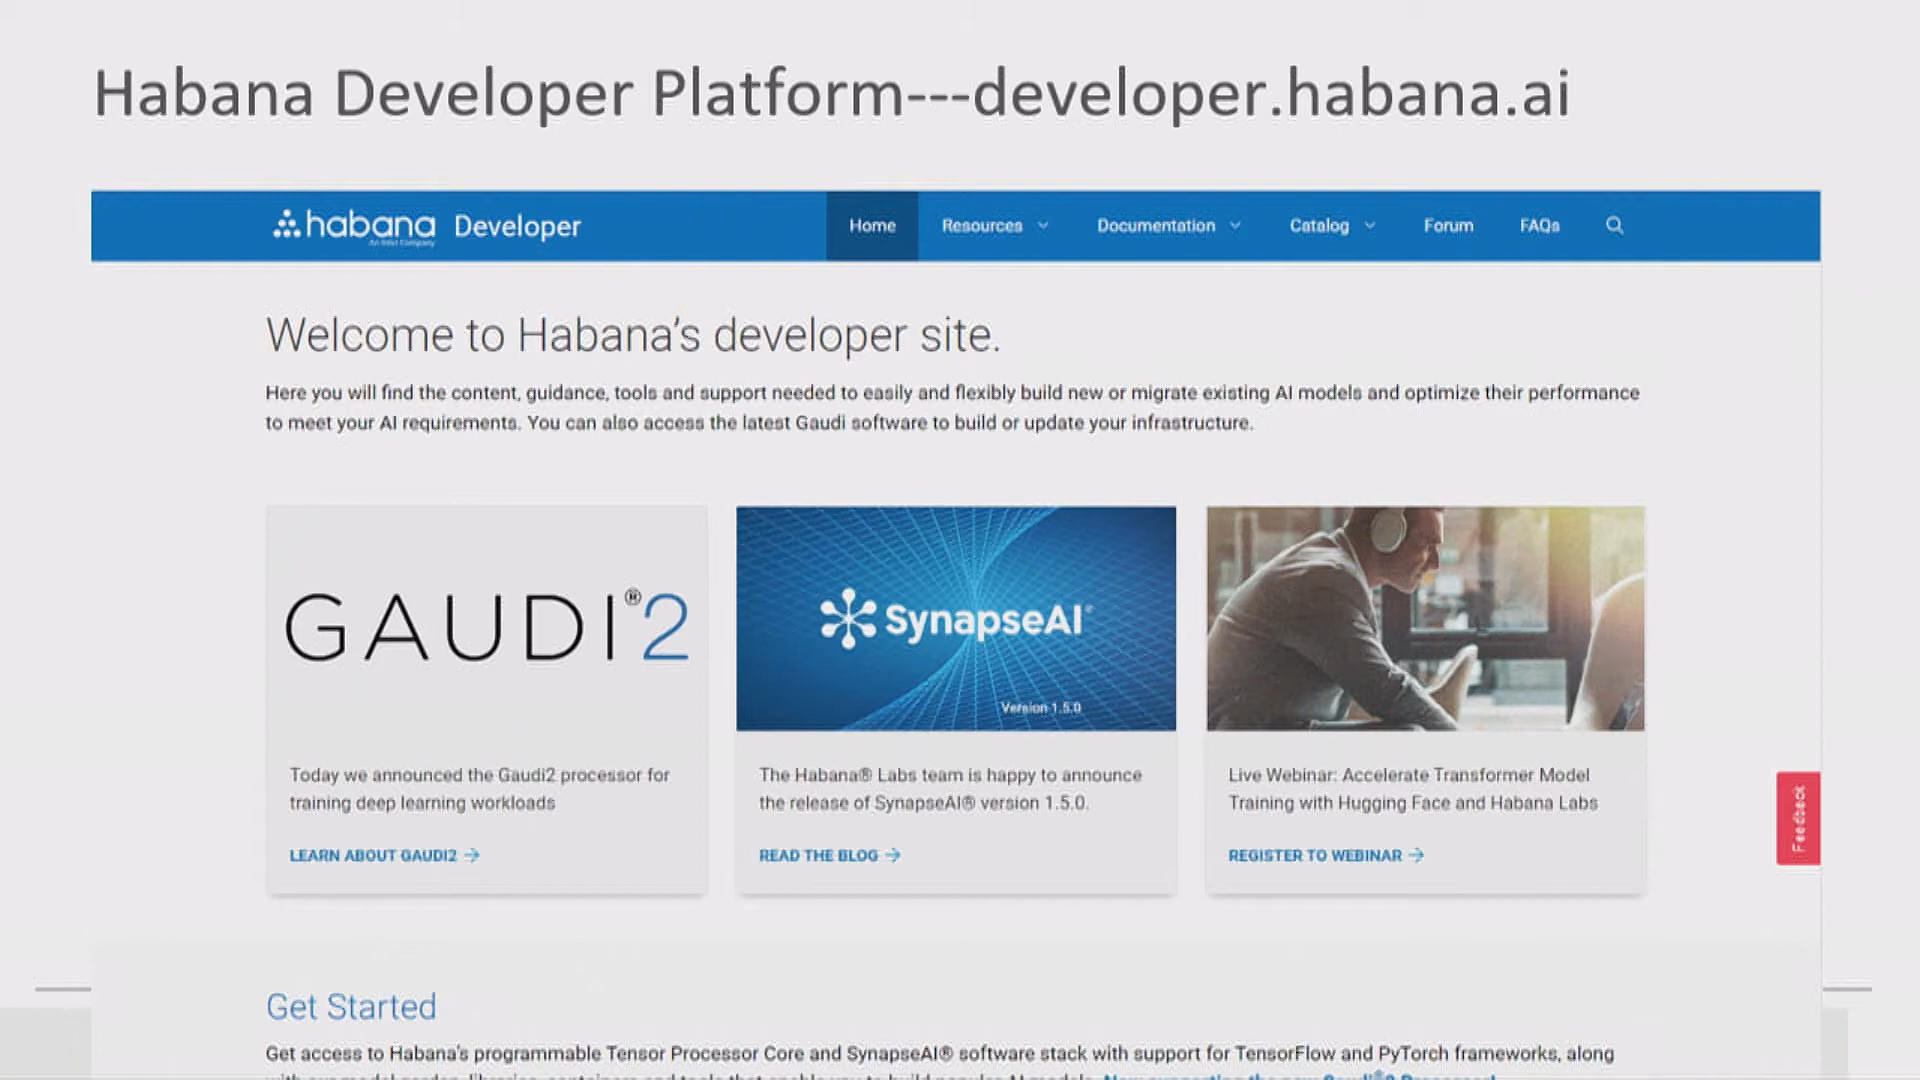 Habana Developer Platform---developer.habana.ai
habana Developer
An Intel Company
Home Resources Documentation Catalog Forum FAQs
Welcome to Habana's developer site.
Here you will find the content, guidance, tools and support needed to easily and flexibly build new or migrate existing AI models and optimize their performance
to meet your AI requirements. You can also access the latest Gaudi software to build or update your infrastructure.
GAUDI®2
Today we announced the Gaudi2 processor for
training deep learning workloads
LEARN ABOUT GAUDI2 →
SynapseAI®
Version 1.5.0
The Habana® Labs team is happy to announce
the release of SynapseAI® version 1.5.0.
READ THE BLOG →
Live Webinar: Accelerate Transformer Model
Training with Hugging Face and Habana Labs
REGISTER TO WEBINAR →
Feedback
Get Started
Get access to Habana's programmable Tensor Processor Core and SynapseAI® software stack with support for TensorFlow and PyTorch frameworks, along